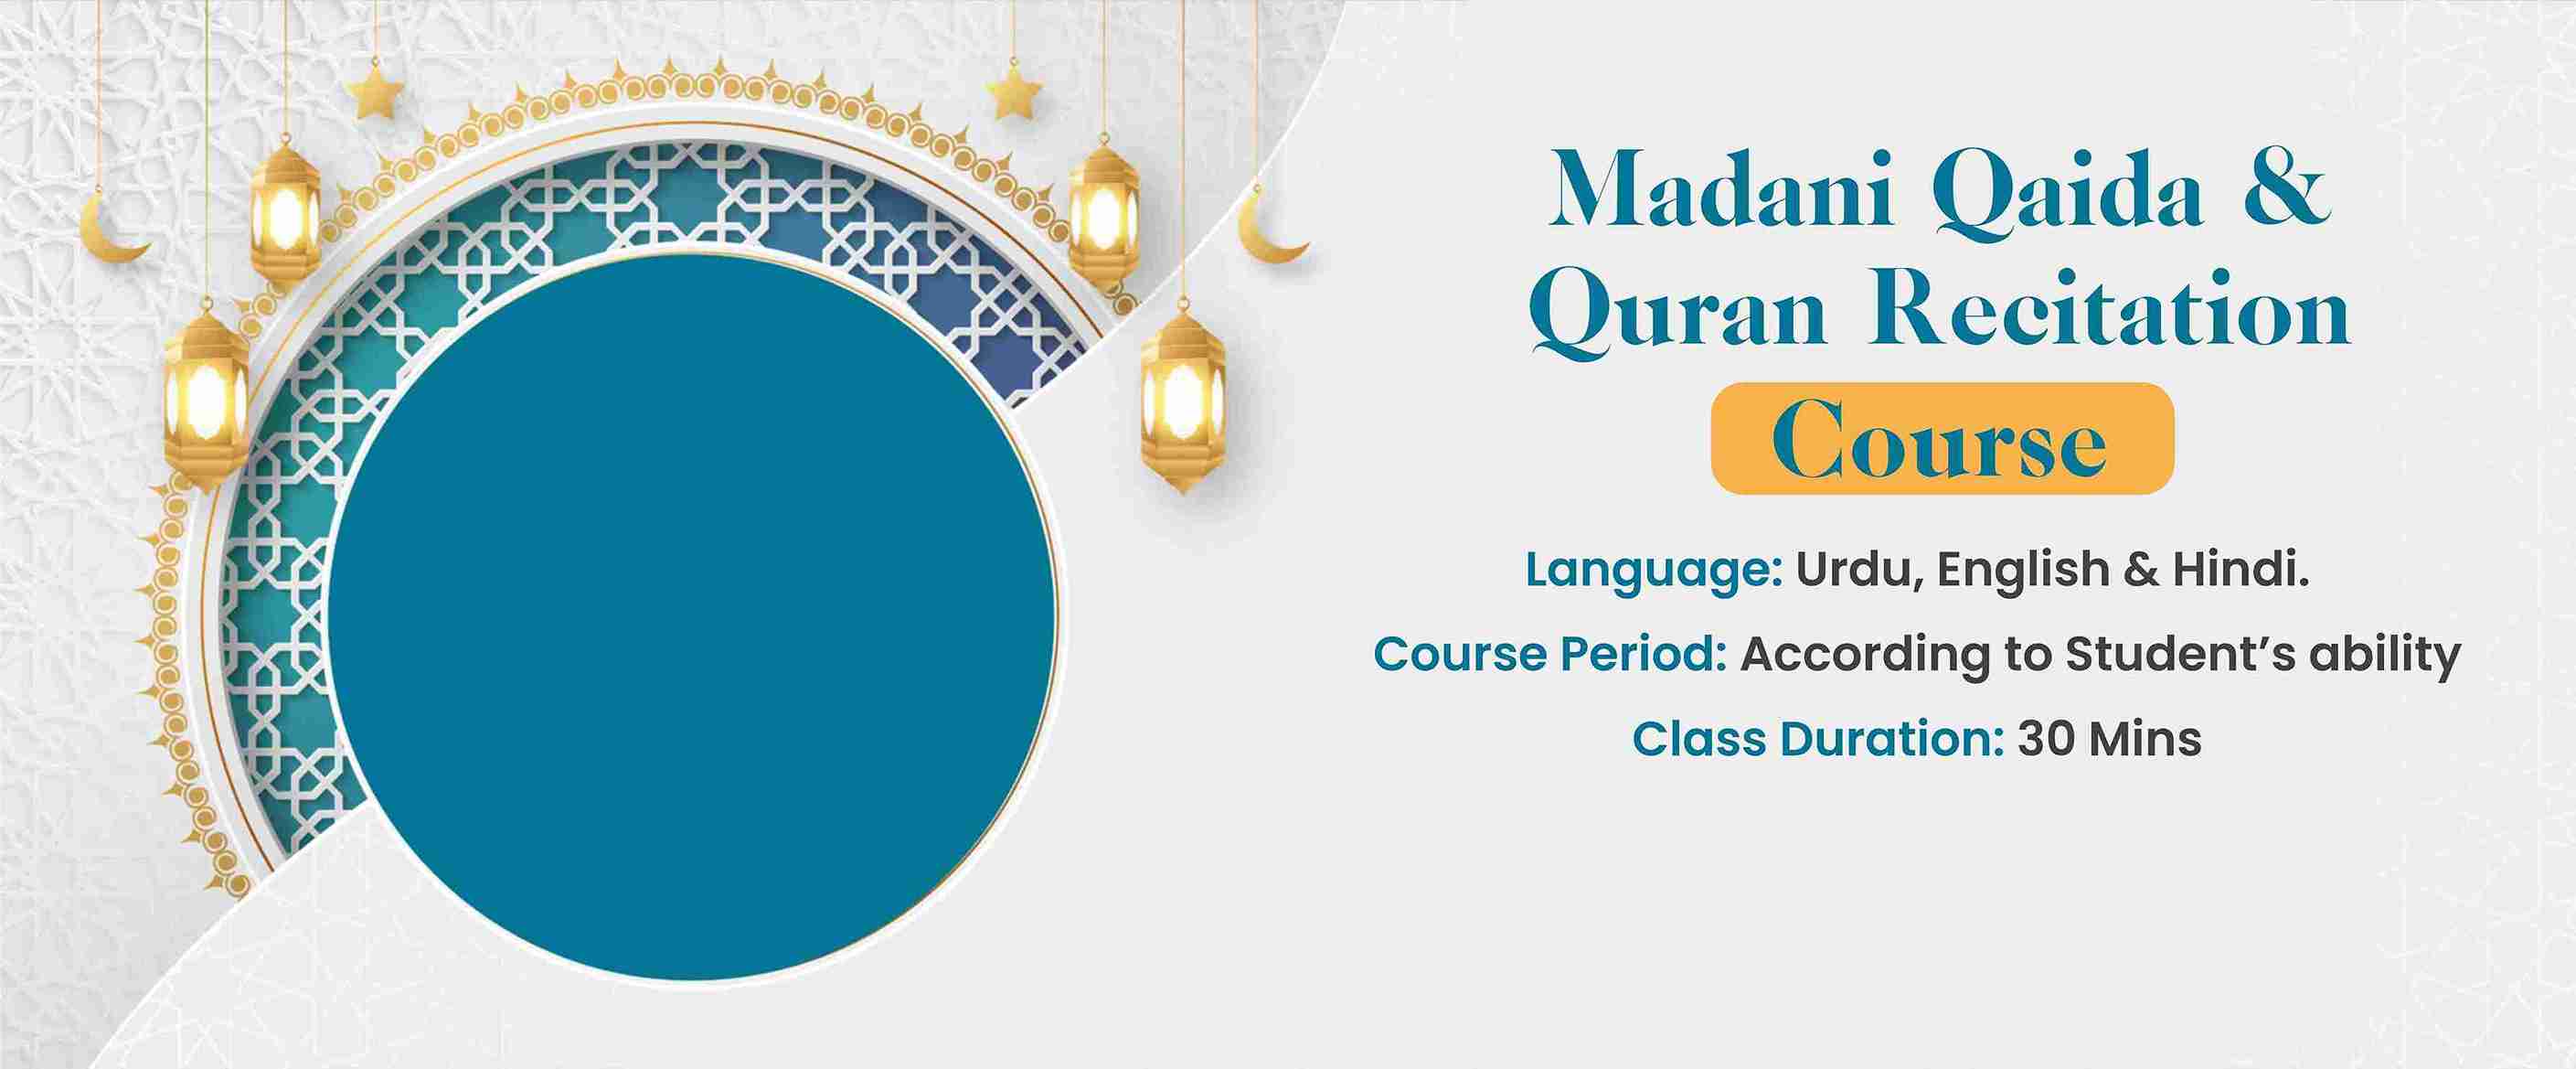 Madani Qaida &
Quran Recitation
Course
Language: Urdu, English & Hindi.
Course Period: According to Student’s ability
Class Duration: 30 Mins